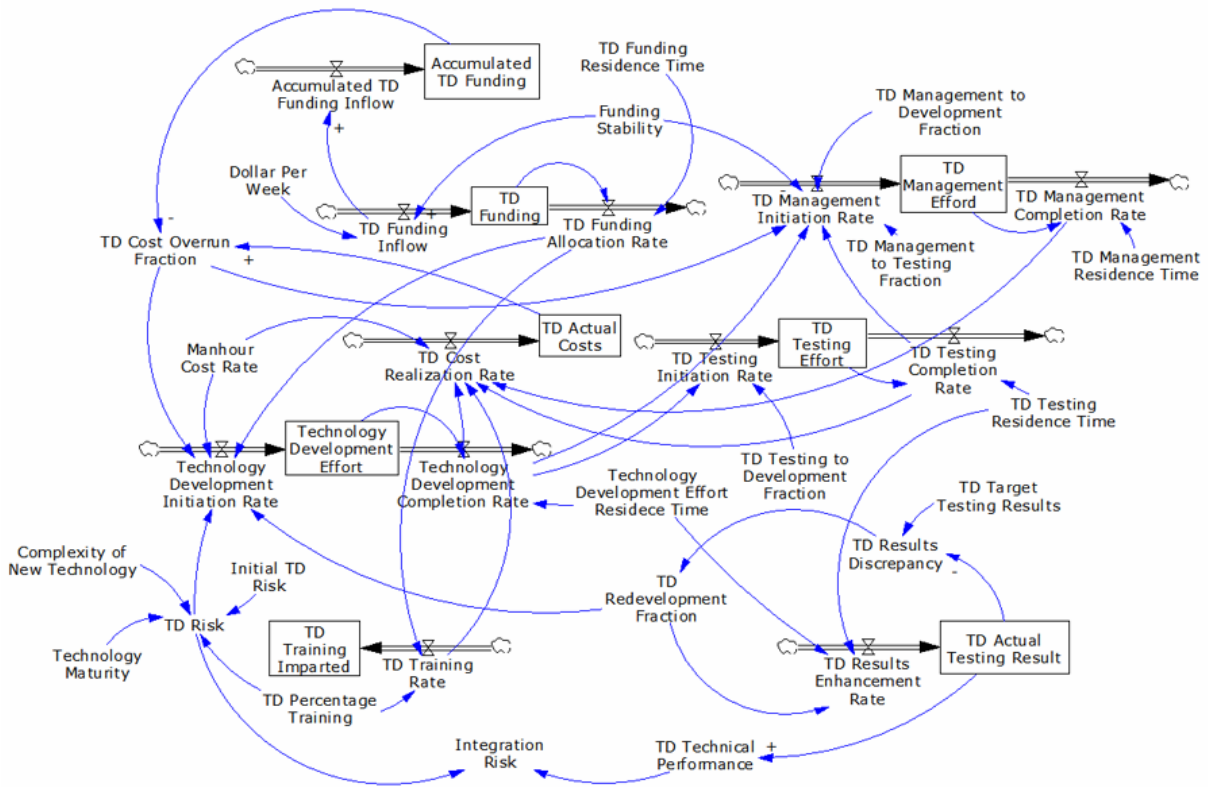 Accumulated
TD Funding
Accumulated TD
Funding Inflow
TD Funding
Residence Time
Funding
Stability
TD Management to
Development
Fraction
+
Dollar Per
Week
TD
Funding
+
TD Funding
Inflow
TD Funding
Allocation Rate
TD
Management
Efford
-
TD Management
Initiation Rate
TD Management
Completion Rate
-
TD Cost Overrun
Fraction
+
TD Management
to Testing
Fraction
TD Management
Residence Time
Manhour
Cost Rate
TD Actual
Costs
TD Cost
Realization Rate
TD
Testing
Effort
TD Testing
Initiation Rate
TD Testing
Completion
Rate
TD Testing
Residence Time
Technology
Development
Effort
Technology
Development
Initiation Rate
Technology
Development
Completion Rate
Technology
Development Effort
Residece Time
TD Testing to
Development
Fraction
TD Target
Testing Results
TD Results
Discrepancy
-
Complexity of
New Technology
Initial TD
Risk
TD
Redevelopment
Fraction
TD Risk
Technology
Maturity
TD
Training
Imparted
TD Training
Rate
TD Percentage
Training
TD Actual
Testing Result
TD Results
Enhancement
Rate
Integration
Risk
TD Technical
Performance
+